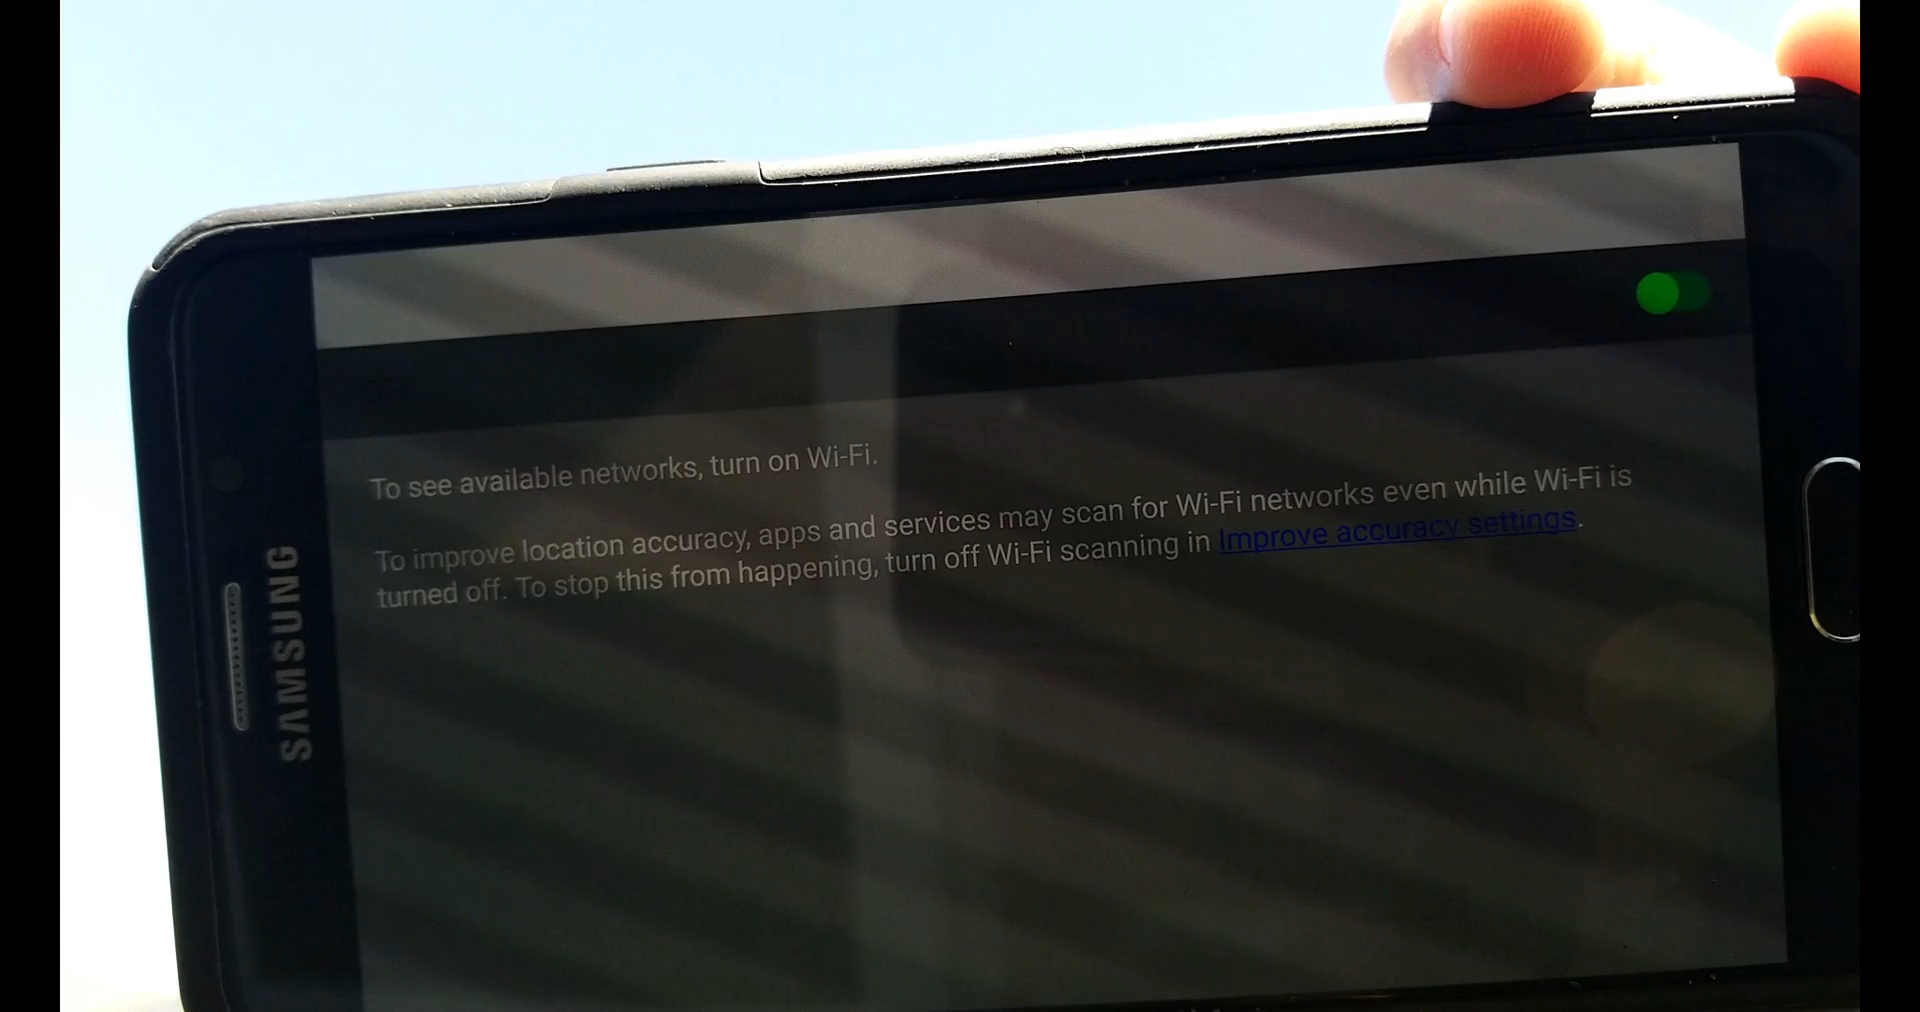 To see available networks, turn on Wi-Fi.
To improve location accuracy, apps and services may scan for Wi-Fi networks even while Wi-Fi is
turned off. To stop this from happening, turn off Wi-Fi scanning in Improve accuracy settings.
SAMSUNG